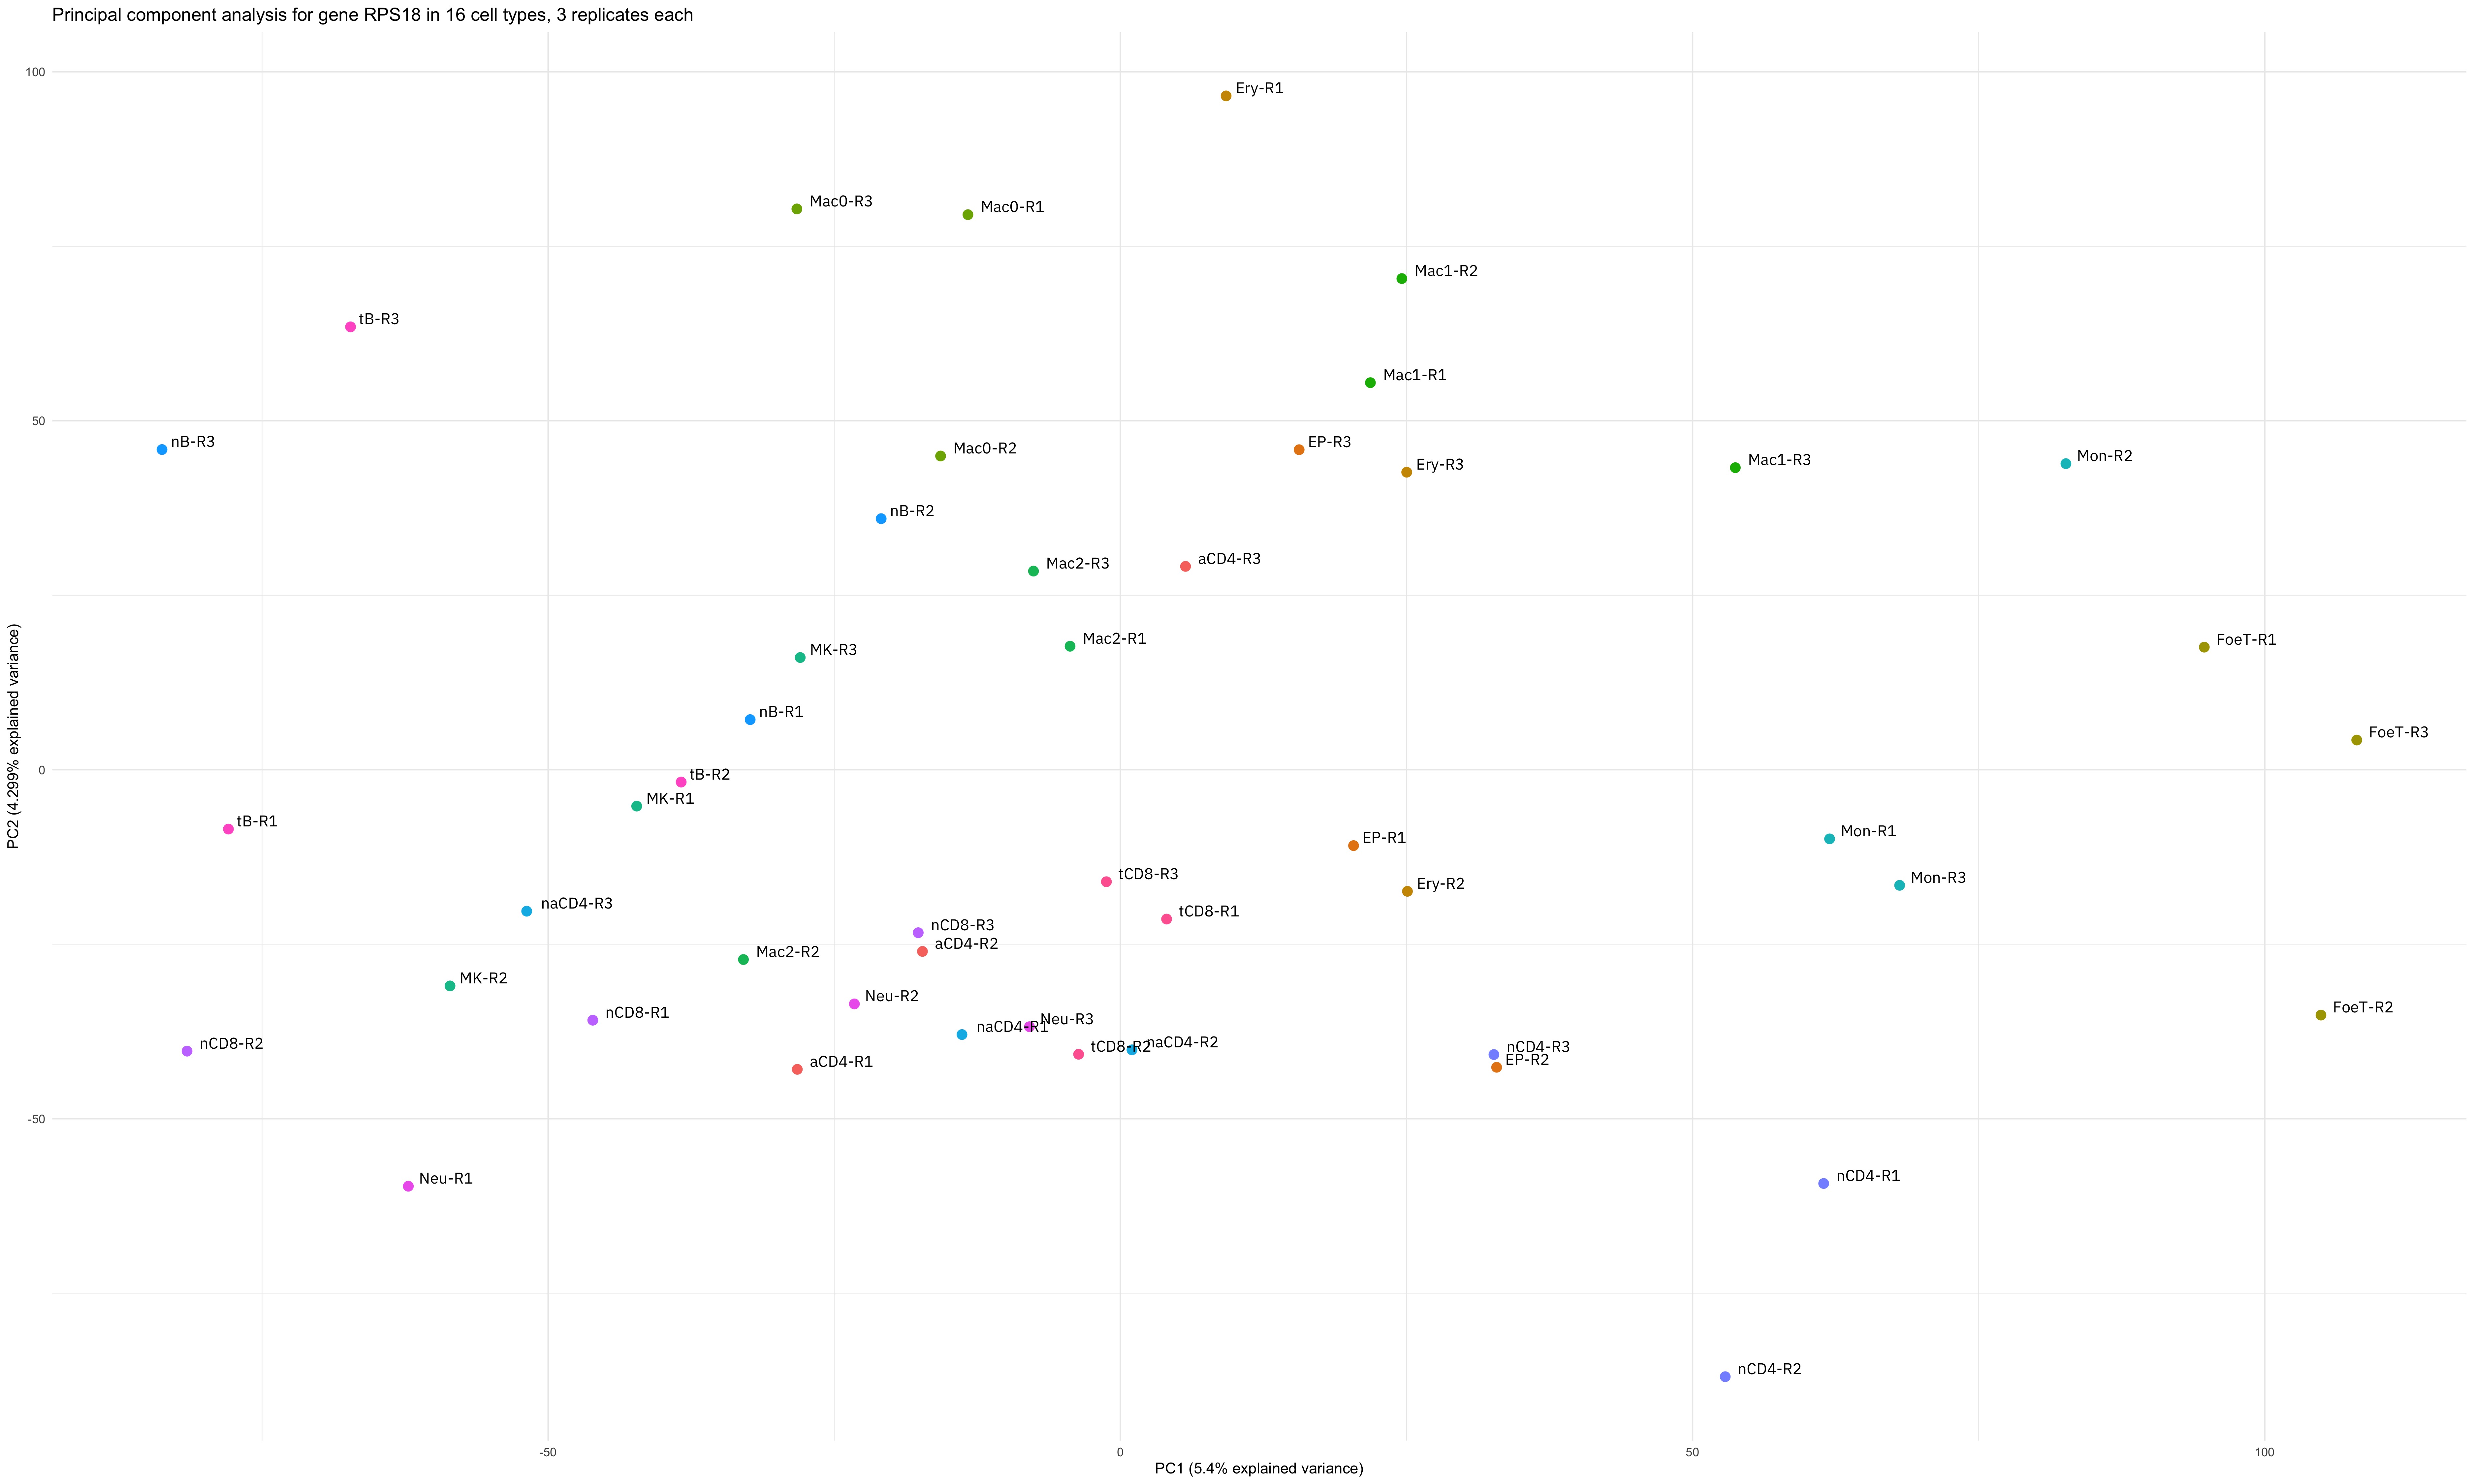 Principal component analysis for gene RPS18 in 16 cell types, 3 replicates each
100
Ery-R1
Mac0-R3
Mac0-R1
Mac1-R2
tB-R3
Mac1-R1
50
nB-R3
EP-R3
Mac0-R2
Mon-R2
Mac1-R3
Ery-R3
nB-R2
aCD4-R3
Mac2-R3
Mac2-R1
FoeT-R1
MK-R3
PC2 (4.299% explained variance)
nB-R1
FoeT-R3
0
tB-R2
MK-R1
tB-R1
Mon-R1
EP-R1
tCD8-R3
Mon-R3
Ery-R2
naCD4-R3
tCD8-R1
nCD8-R3
aCD4-R2
Mac2-R2
MK-R2
Neu-R2
FoeT-R2
nCD8-R1
Neu-R3
naCD4-R1
naCD4-R2
nCD8-R2
tCD8-R2
nCD4-R3
EP-R2
aCD4-R1
-50
nCD4-R1
Neu-R1
nCD4-R2
-50
0
50
100
PC1 (5.4% explained variance)